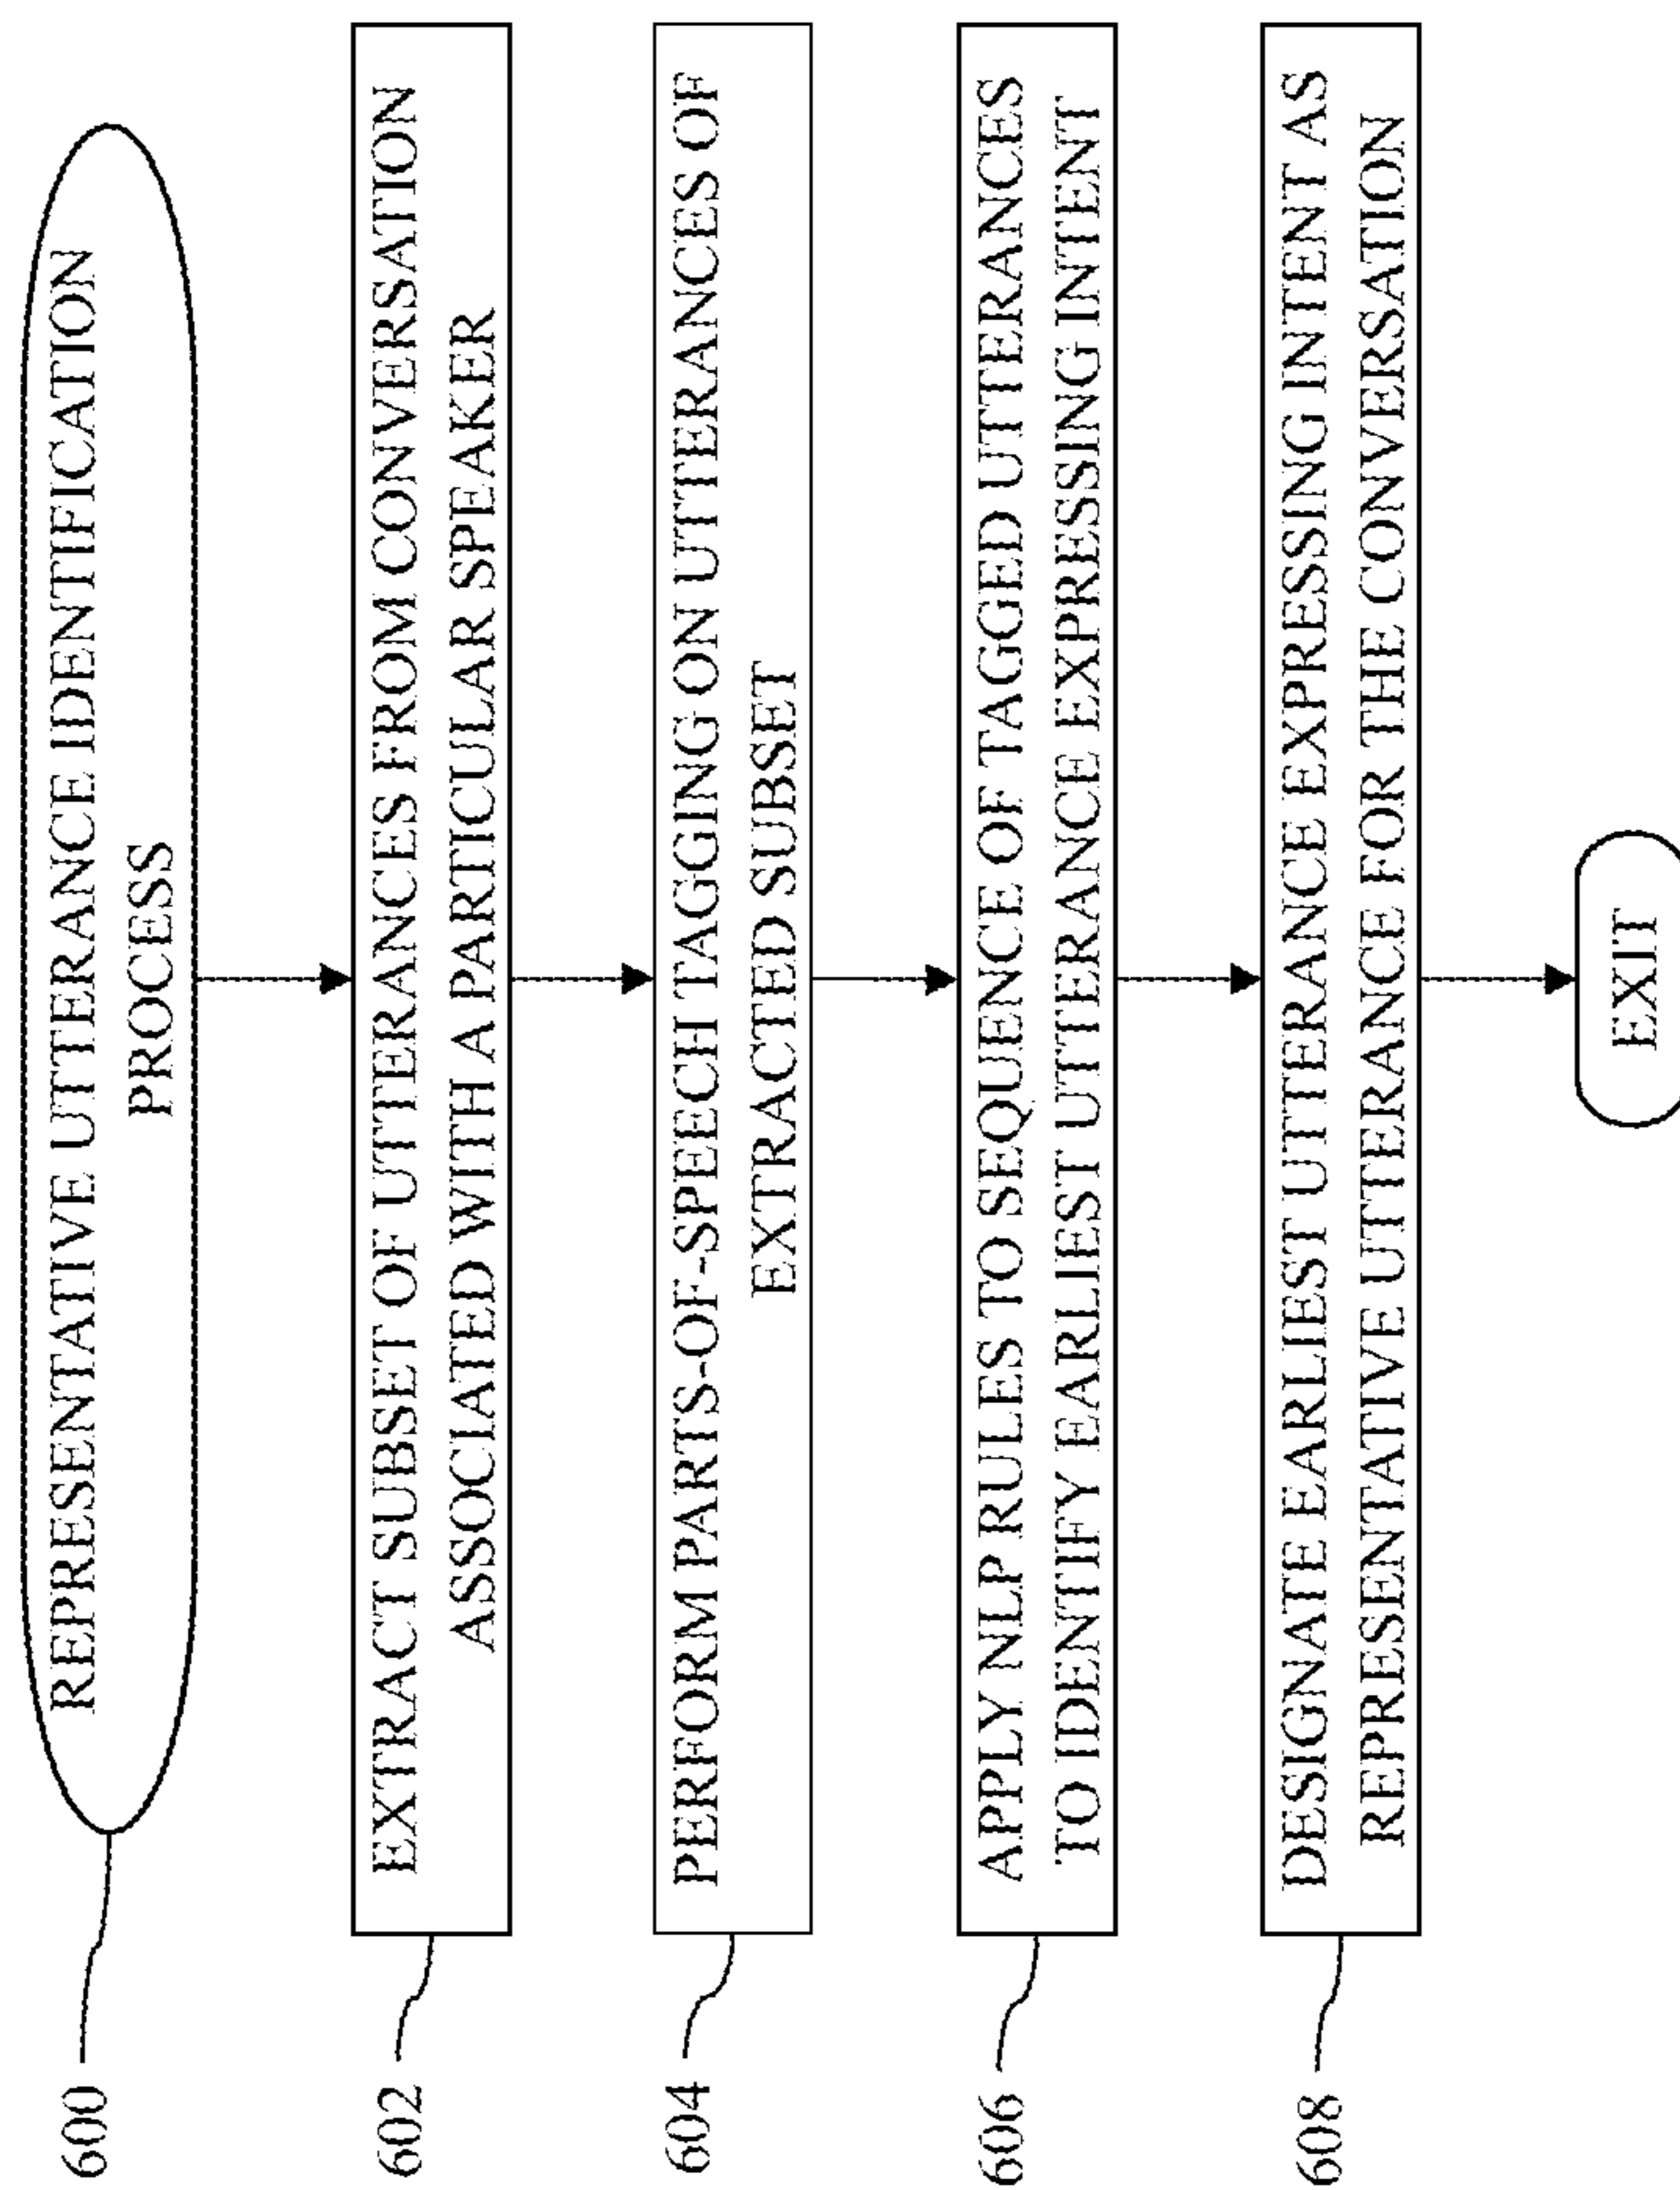 600
REPRESENTATIVE UTTERANCE IDENTIFICATION
PROCESS
602
EXTRACT SUBSET OF UTTERANCES FROM CONVERSATION
ASSOCIATED WITH A PARTICULAR SPEAKER
604
PERFORM PARTS-OF-SPEECH TAGGING ON UTTERANCES OF
EXTRACTED SUBSET
606
APPLY NLP RULES TO SEQUENCE OF TAGGED UTTERANCES
TO IDENTIFY EARLIEST UTTERANCE EXPRESSING INTENT
608
DESIGNATE EARLIEST UTTERANCE EXPRESSING INTENT AS
REPRESENTATIVE UTTERANCE FOR THE CONVERSATION
EXIT